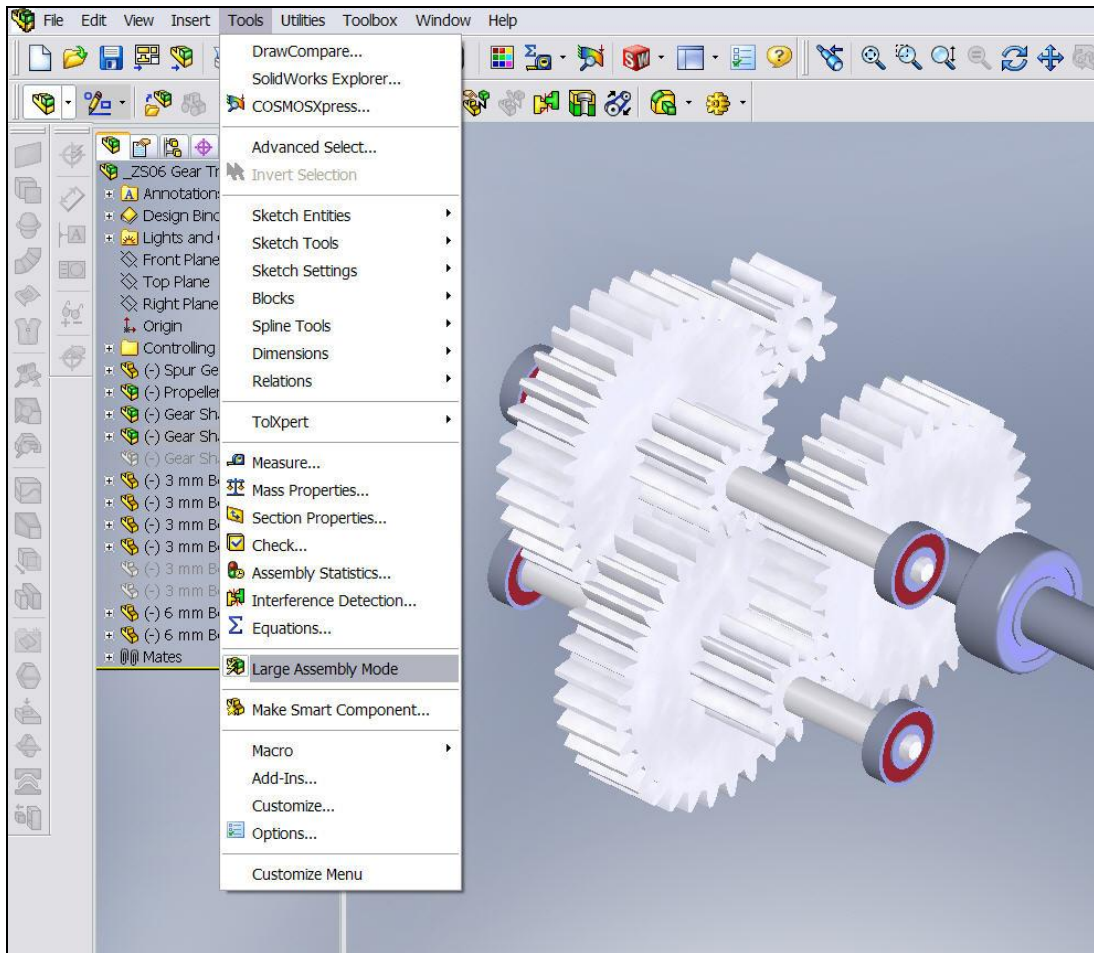 File Edit View Insert Tools Utilities Toolbox Window Help
DrawCompare...
SolidWorks Explorer...
COSMOSXpress...
Advanced Select...
Invert Selection
Sketch Entities
Sketch Tools
Sketch Settings
Blocks
Spline Tools
Dimensions
Relations
TolXpert
Measure...
Mass Properties...
Section Properties...
Check...
Assembly Statistics...
Interference Detection...
Equations...
Large Assembly Mode
Make Smart Component...
Macro
Add-Ins...
Customize...
Options...
Customize Menu
_ZS06 Gear Tr
Annotation
Design Bind
Lights and
Front Plane
Top Plane
Right Plane
Origin
Controlling
(-) Spur Ge
(-) Propeller
(-) Gear Sh
(-) Gear Sh
(-) Gear Sh
(-) 3 mm B
(-) 3 mm B
(-) 3 mm B
(-) 3 mm B
(-) 3 mm B
(-) 3 mm B
(-) 6 mm B
(-) 6 mm B
Mates